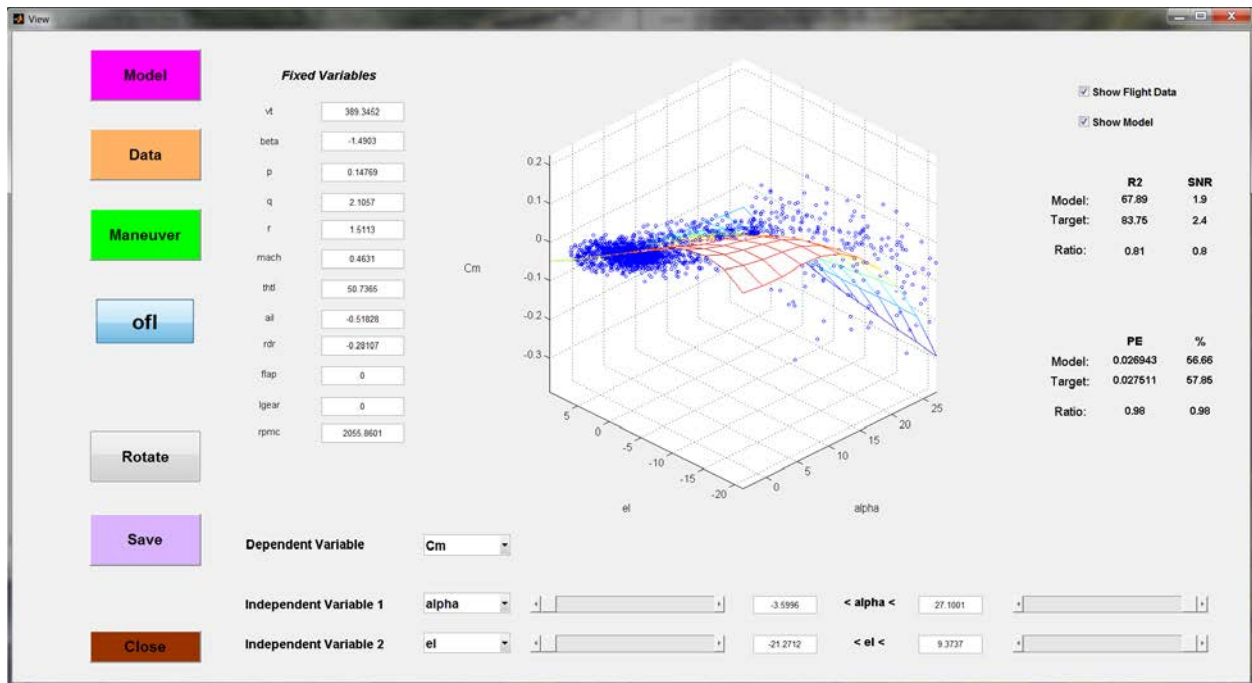 View
Model
Data
Maneuver
ofl
Rotate
Save
Close
Fixed Variables
vt 389.3452
beta -1.4903
p 0.14769
q 2.1057
r 1.5113
mach 0.4631
thtl 50.7365
ail -0.51828
rdr -0.28107
flap 0
lgear 0
rpmc 2055.8601
Cm
0.2
0.1
0
-0.1
-0.2
-0.3
5 0 -5 -10 -15 -20
el
0 5 10 15 20 25
alpha
Show Flight Data
Show Model
R2 SNR
Model: 67.89 1.9
Target: 83.75 2.4
Ratio: 0.81 0.8
PE %
Model: 0.026943 56.66
Target: 0.027511 57.85
Ratio: 0.98 0.98
Dependent Variable Cm
Independent Variable 1 alpha -3.5996 < alpha < 27.1001
Independent Variable 2 el -21.2712 < el < 9.3737